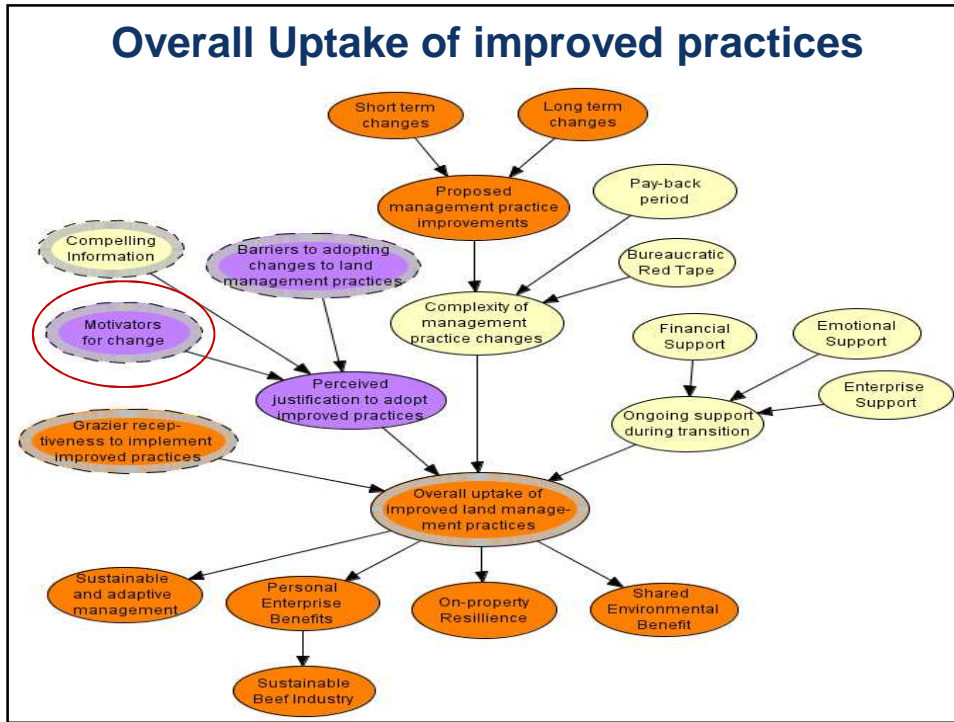 Overall Uptake of improved practices
Short term
changes
Long term
changes
Proposed
management practice
improvements
Pay-back
period
Compelling
Information
Barriers to adopting
changes to land
management practices
Bureaucratic
Red Tape
Motivators
for change
Complexity of
management
practice changes
Financial
Support
Emotional
Support
Perceived
justification to adopt
improved practices
Enterprise
Support
Grazier recep-
tiveness to implement
improved practices
Ongoing support
during transition
Overall uptake of
improved land manage-
ment practices
Sustainable
and adaptive
management
Personal
Enterprise
Benefits
On-property
Resillience
Shared
Environmental
Benefit
Sustainable
Beef Industry